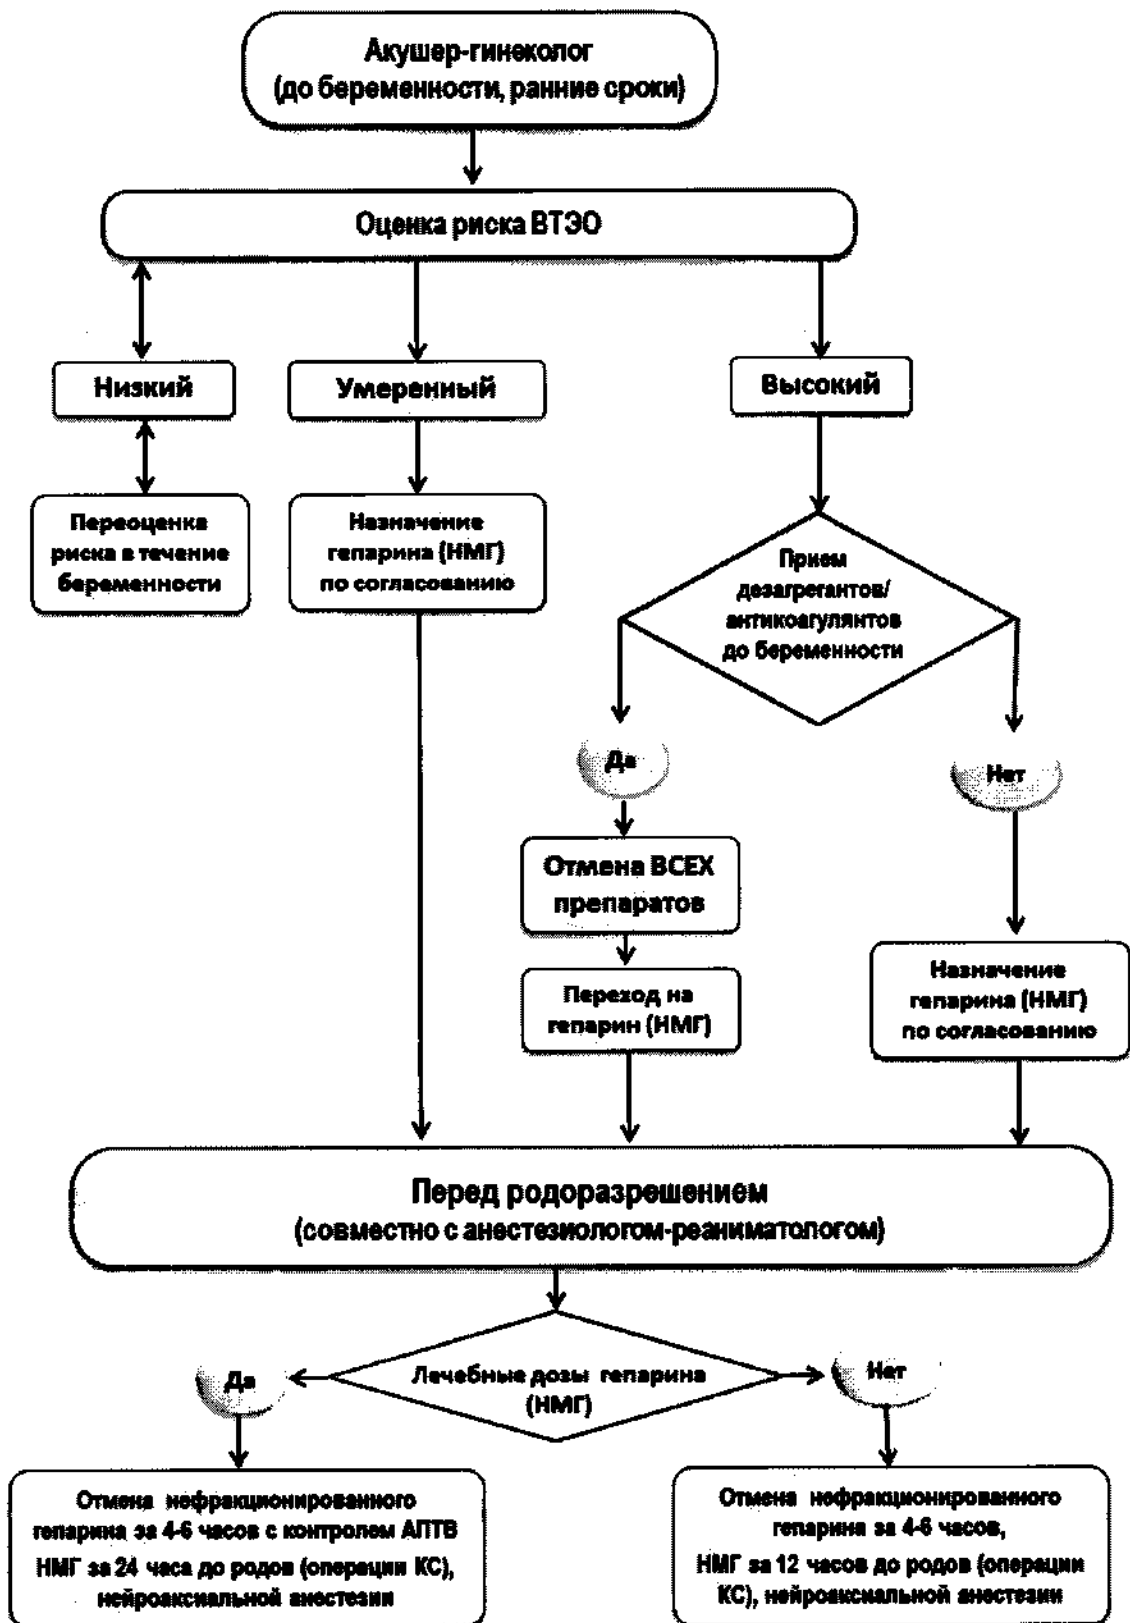 Акушер-гинеколог
(до беременности, ранние сроки)
Оценка риска ВТЭО
Низкий
Умеренный
Высокий
Переоценка
риска в течение
беременности
Назначение
гепарина (НМГ)
по согласованию
Прием
дезагрегантов/
антикоагулянтов
до беременности
Да
Нет
Отмена ВСЕХ
препаратов
Переход на
гепарин (НМГ)
Назначение
гепарина (НМГ)
по согласованию
Перед родоразрешением
(совместно с анестезиологом-реаниматологом)
Да
Лечебные дозы гепарина
(НМГ)
Нет
Отмена нефракционированного
гепарина за 4-6 часов с контролем АПТВ
НМГ за 24 часа до родов (операции КС),
нейроаксиальной анестезии
Отмена нефракционированного
гепарина за 4-6 часов,
НМГ за 12 часов до родов (операции
КС), нейроаксиальной анестезии